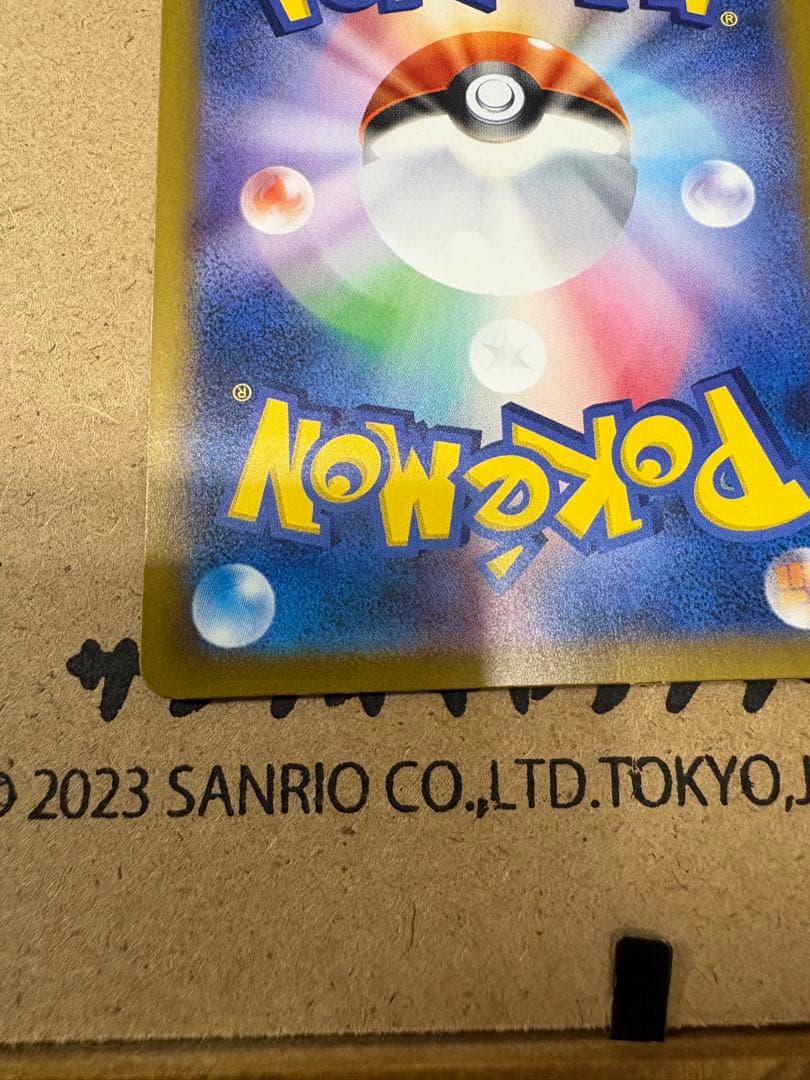 ®
POKéMON®
© 2023 SANRIO CO.,LTD.TOKYO,J